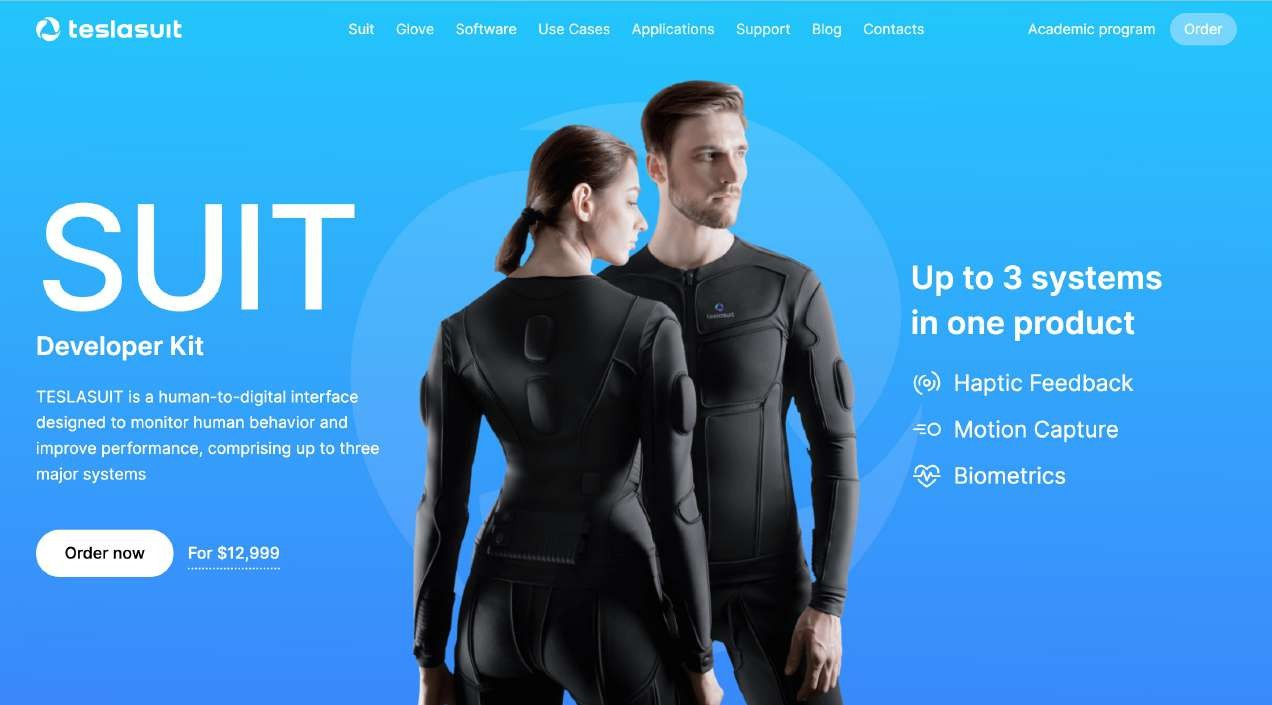 teslasuit
Suit Glove Software Use Cases Applications Support Blog Contacts
Academic program Order
SUIT
Developer Kit
TESLASUIT is a human-to-digital interface
designed to monitor human behavior and
improve performance, comprising up to three
major systems
Order now For $12,999
teslasuit
Up to 3 systems
in one product
Haptic Feedback
Motion Capture
Biometrics